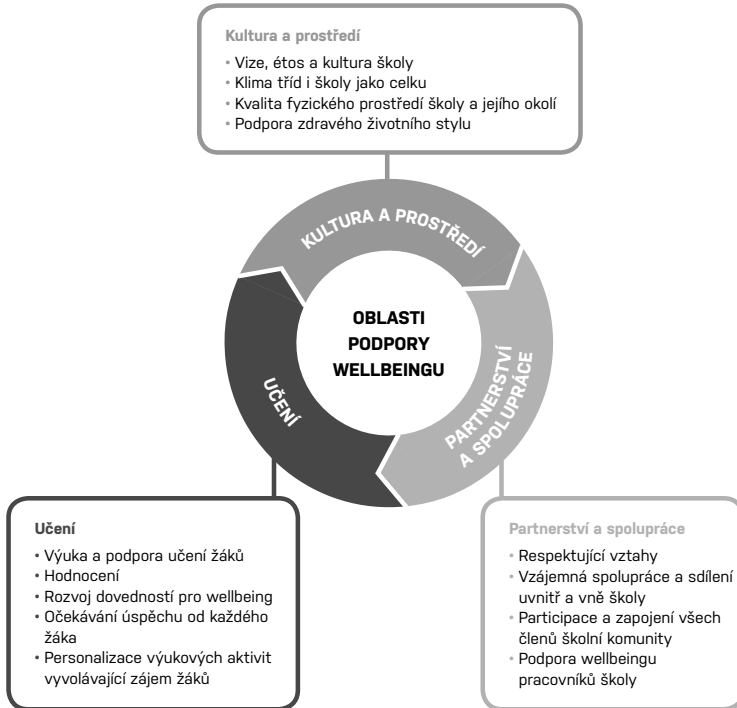 Kultura a prostředí
• Vize, étos a kultura školy
• Klima tříd i školy jako celku
• Kvalita fyzického prostředí školy a jejího okolí
• Podpora zdravého životního stylu
KULTURA A PROSTŘEDÍ
OBLASTI
PODPORY
WELLBEINGU
UČENÍ
PARTNERSTVÍ
A SPOLUPRÁCE
Učení
• Výuka a podpora učení žáků
• Hodnocení
• Rozvoj dovedností pro wellbeing
• Očekávání úspěchu od každého
žáka
• Personalizace výukových aktivit
vyvolávající zájem žáků
Partnerství a spolupráce
• Respektující vztahy
• Vzájemná spolupráce a sdílení
uvnitř a vně školy
• Participace a zapojení všech
členů školní komunity
• Podpora wellbeingu
pracovníků školy